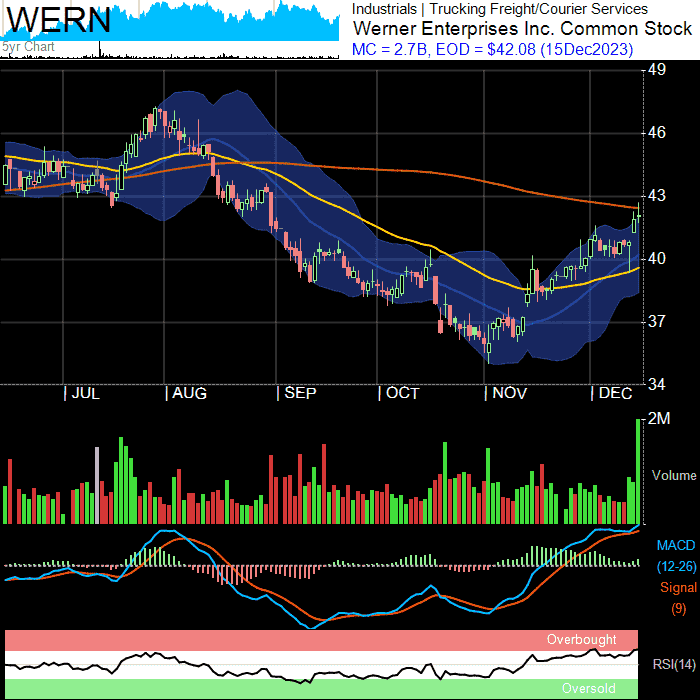 WERN
5yr Chart
Industrials | Trucking Freight/Courier Services
Werner Enterprises Inc. Common Stock
MC = 2.7B, EOD = $42.08 (15Dec2023)
49
46
43
40
37
34
| JUL | AUG | SEP | OCT | NOV | DEC
2M
Volume
MACD
(12-26)
Signal
(9)
Overbought
RSI(14)
Oversold